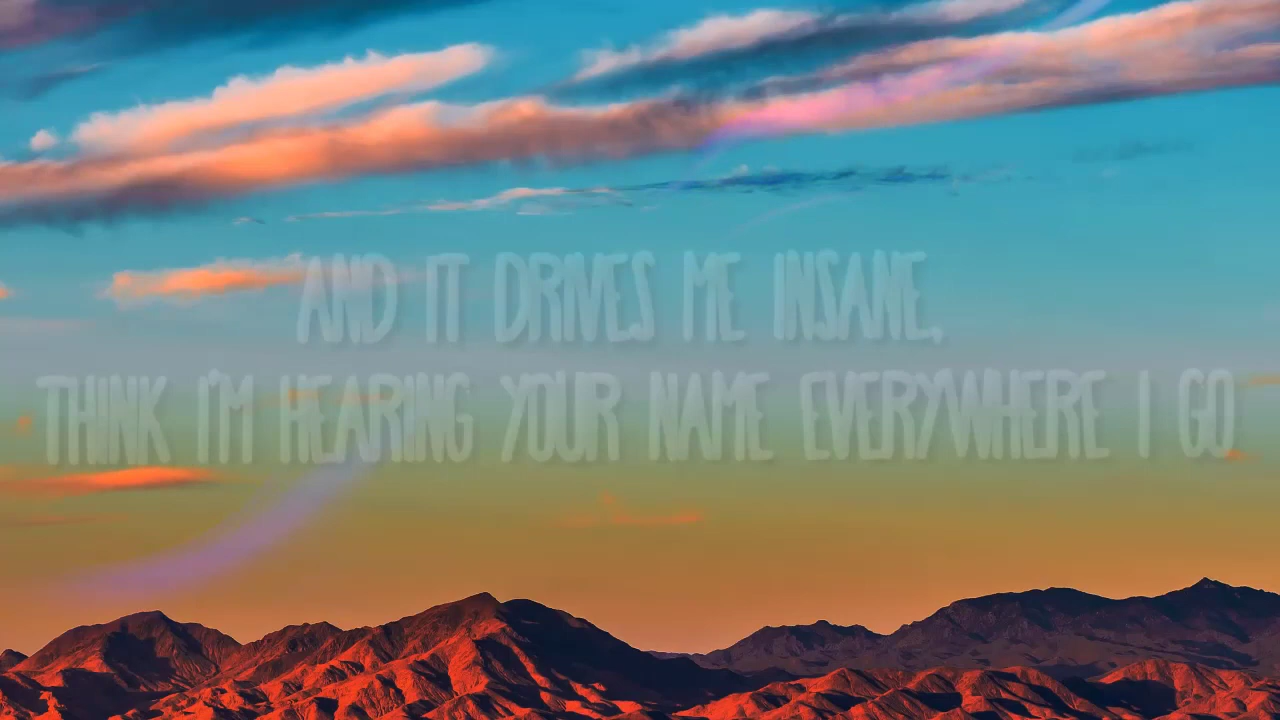 AND IT DRIVES ME INSANE,
THINK I'M HEARING YOUR NAME EVERYWHERE I GO